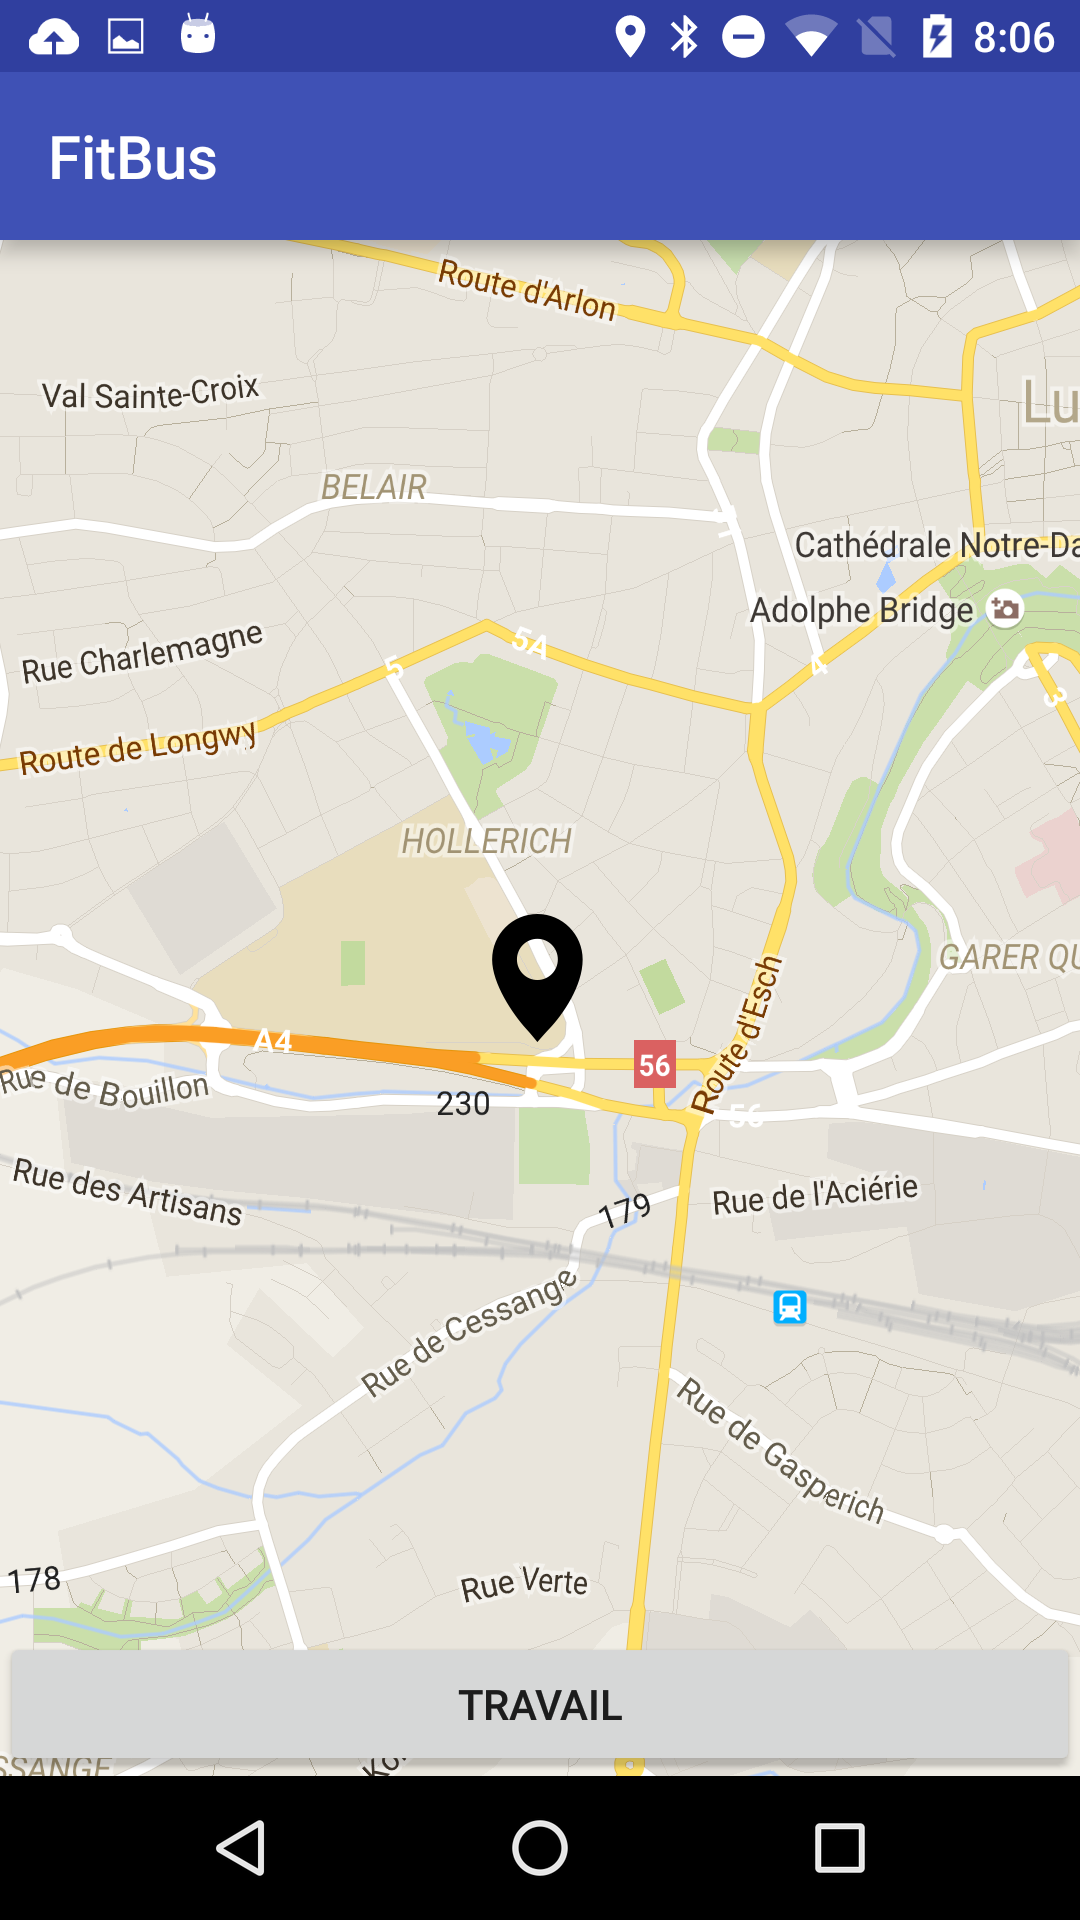 8:06
FitBus
Route d'Arlon
Val Sainte-Croix
Lu
BELAIR
Cathédrale Notre-Da
Adolphe Bridge
Rue Charlemagne
5A
5
4
3
Route de Longwy
HOLLERICH
GARER QU
Route d'Esch
A4
56
Rue de Bouillon
230
56
Rue des Artisans
179
Rue de l'Aciérie
Rue de Cessange
Rue de Gasperich
178
Rue Verte
TRAVAIL
SSANGE